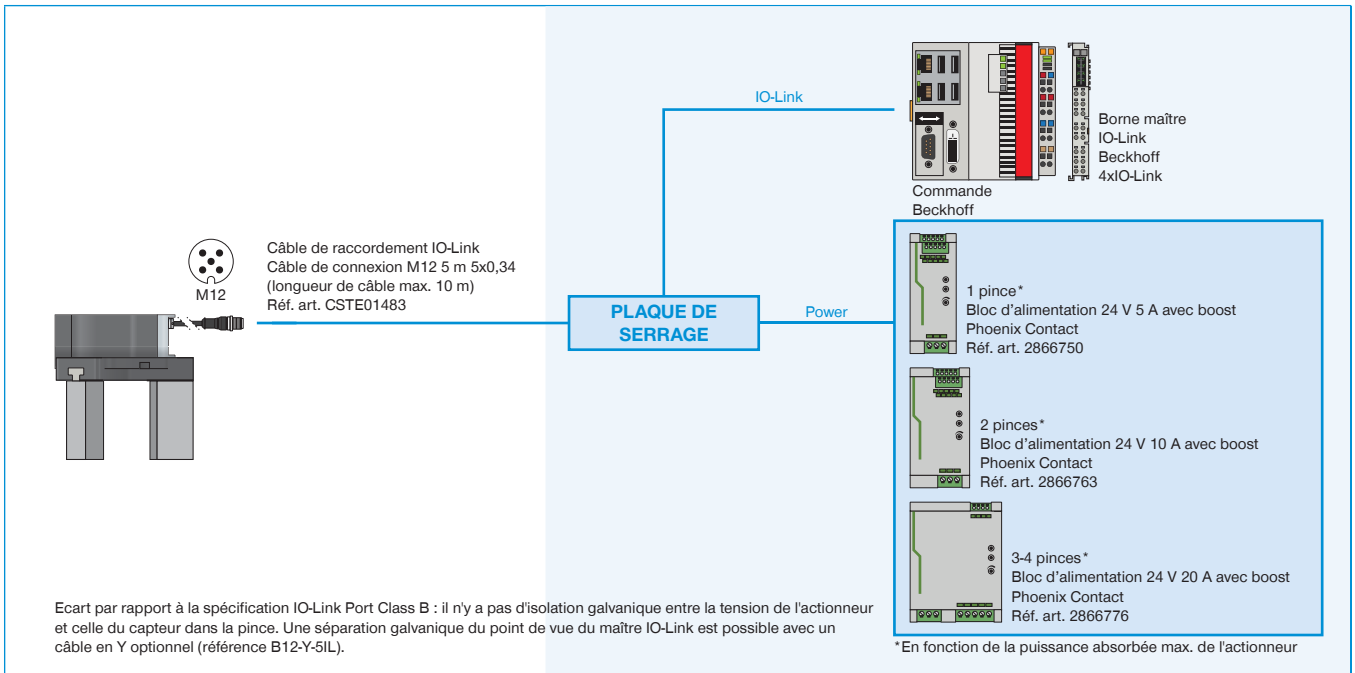 IO-Link
Borne maître
IO-Link
Beckhoff
4xIO-Link
Commande
Beckhoff
M12
Câble de raccordement IO-Link
Câble de connexion M12 5 m 5x0,34
(longueur de câble max. 10 m)
Réf. art. CSTE01483
PLAQUE DE
SERRAGE
Power
1 pince*
Bloc d'alimentation 24 V 5 A avec boost
Phoenix Contact
Réf. art. 2866750
2 pinces*
Bloc d’alimentation 24 V 10 A avec boost
Phoenix Contact
Réf. art. 2866763
3-4 pinces*
Bloc d’alimentation 24 V 20 A avec boost
Phoenix Contact
Réf. art. 2866776
*En fonction de la puissance absorbée max. de l'actionneur
Ecart par rapport à la spécification IO-Link Port Class B : il n'y a pas d'isolation galvanique entre la tension de l'actionneur
et celle du capteur dans la pince. Une séparation galvanique du point de vue du maître IO-Link est possible avec un
câble en Y optionnel (référence B12-Y-5IL).